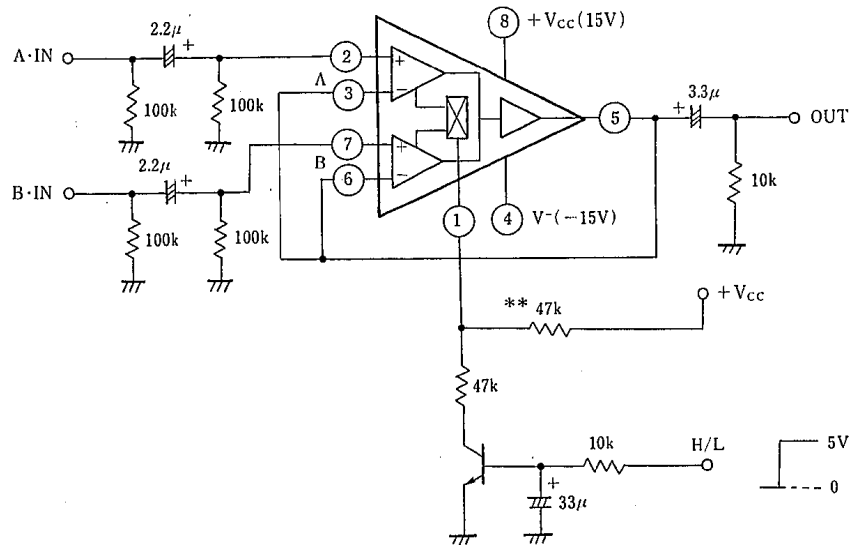 2.2μ
+
8
+Vcc(15V)
A·IN
2
+
A
3
−
100k
100k
3.3μ
+
5
OUT
7
+
B
6
−
2.2μ
+
B·IN
10k
1
4
V-(−15V)
100k
100k
+Vcc
** 47k
47k
10k
H/L
5V
0
+
33μ